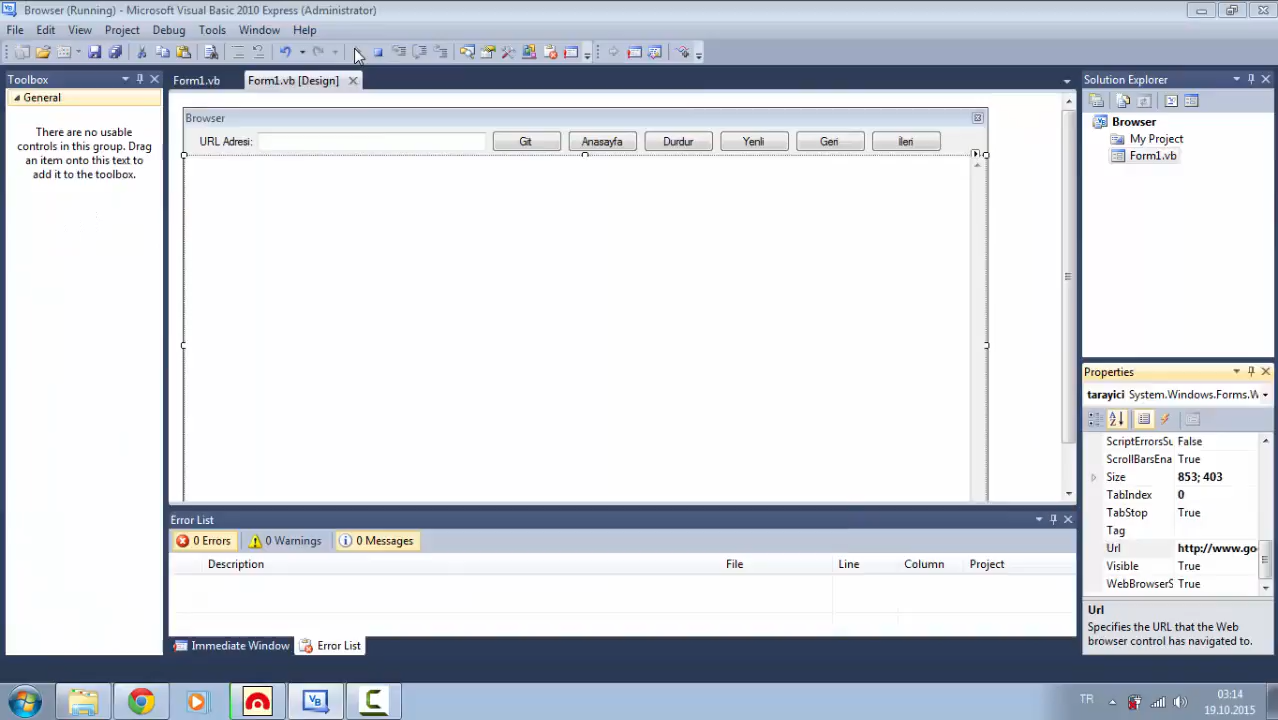 Browser (Running) - Microsoft Visual Basic 2010 Express (Administrator)
File Edit View Project Debug Tools Window Help
Toolbox
Form1.vb Form1.vb [Design]
Solution Explorer
General
There are no usable
controls in this group. Drag
an item onto this text to
add it to the toolbox.
Browser
URL Adresi: Git Anasayfa Durdur Yenli Geri İleri
Browser
My Project
Form1.vb
Properties
tarayici System.Windows.Forms.W
ScriptErrorsSu False
ScrollBarsEna True
Size 853; 403
TabIndex 0
TabStop True
Tag
Url http://www.go
Visible True
WebBrowserS True
Url
Specifies the URL that the Web
browser control has navigated to.
Error List
0 Errors 0 Warnings 0 Messages
Description File Line Column Project
Immediate Window Error List
TR
03:14
19.10.2015